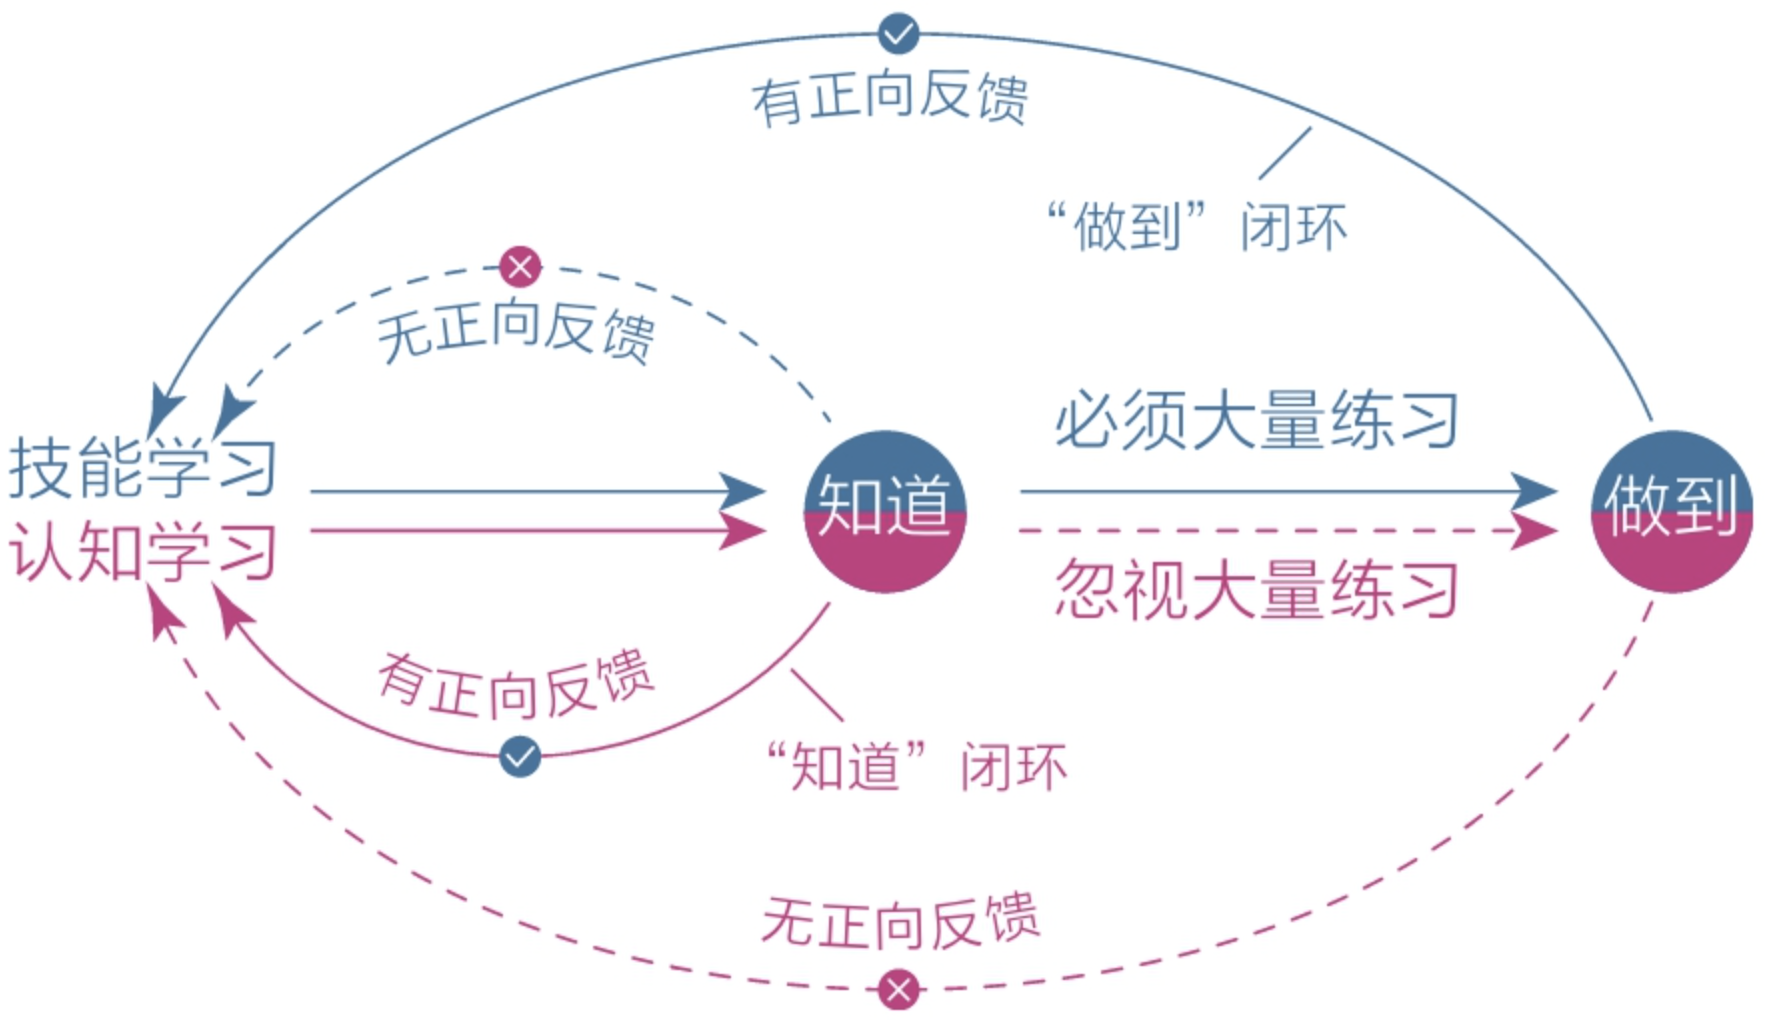 有正向反馈
“做到”闭环
无正向反馈
必须大量练习
技能学习
认知学习
知道
做到
忽视大量练习
有正向反馈
“知道”闭环
无正向反馈